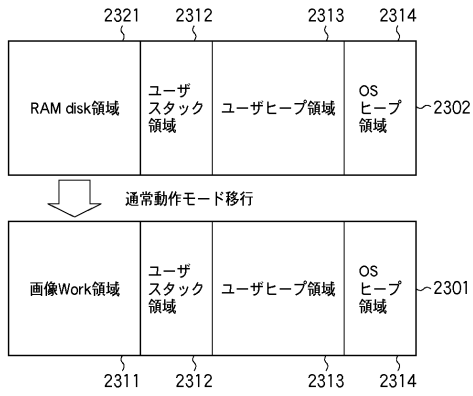 2321 2312 2313 2314
RAM disk領域
ユーザ
スタック
領域
ユーザヒープ領域
OS
ヒープ
領域
2302
通常動作モード移行
画像Work領域
ユーザ
スタック
領域
ユーザヒープ領域
OS
ヒープ
領域
2301
2311 2312 2313 2314